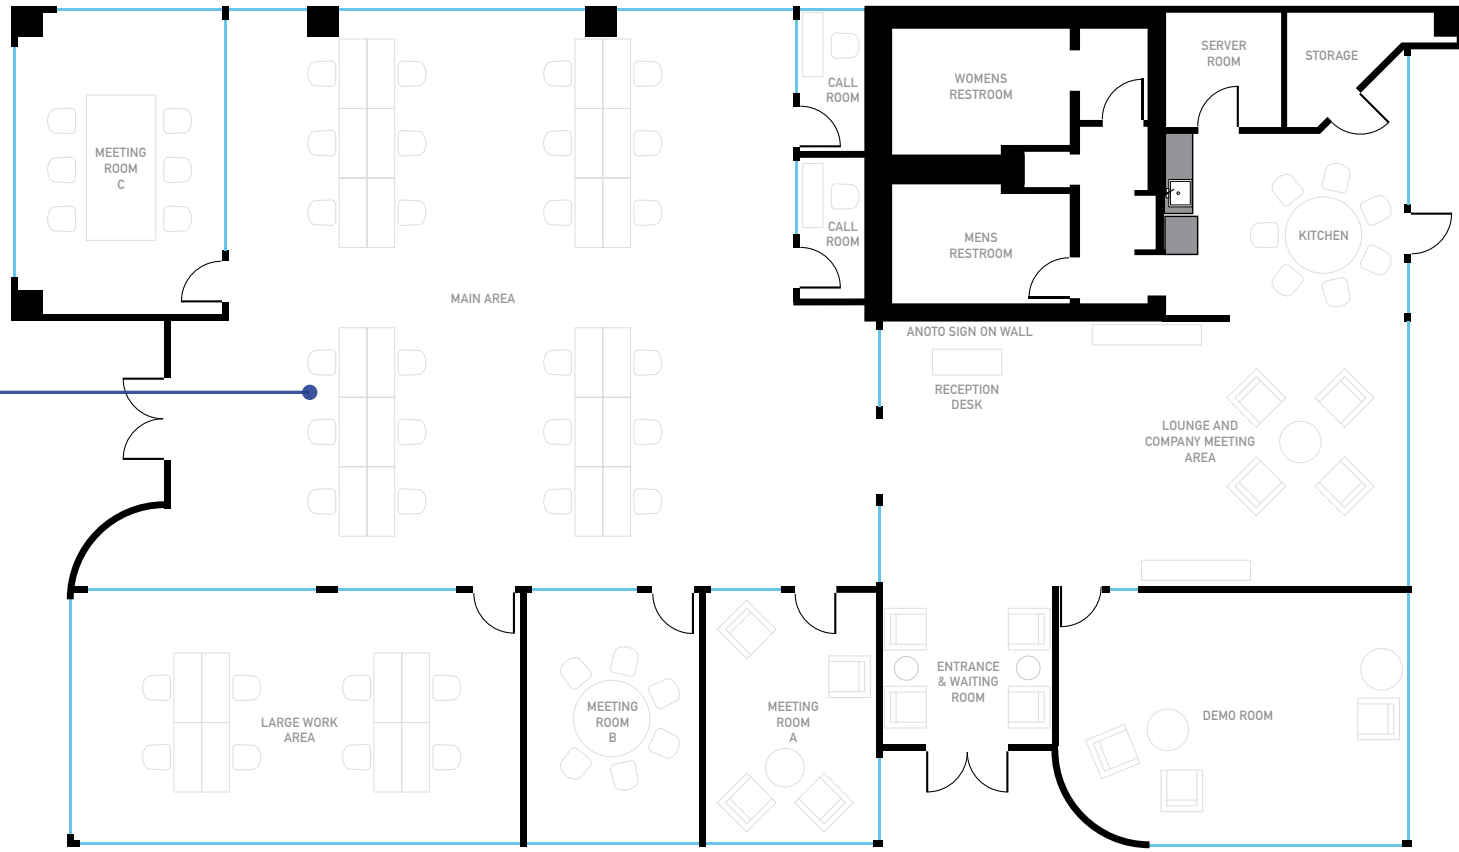 SERVER
ROOM
STORAGE
WOMENS
RESTROOM
CALL
ROOM
MEETING
ROOM
C
CALL
ROOM
MENS
RESTROOM
KITCHEN
MAIN AREA
ANOTO SIGN ON WALL
RECEPTION
DESK
LOUNGE AND
COMPANY MEETING
AREA
ENTRANCE
& WAITING
ROOM
LARGE WORK
AREA
MEETING
ROOM
B
MEETING
ROOM
A
DEMO ROOM